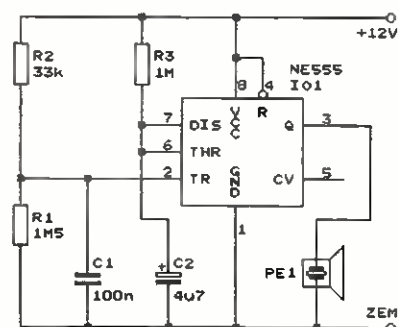 +12V
R2
33k
R3
1M
NE555
IO1
8
4
7
DIS
VCC
R
Q
3
6
THR
2
TR
GND
CV
5
R1
1M5
1
C1
100n
+
C2
4u7
PE1
ZEM